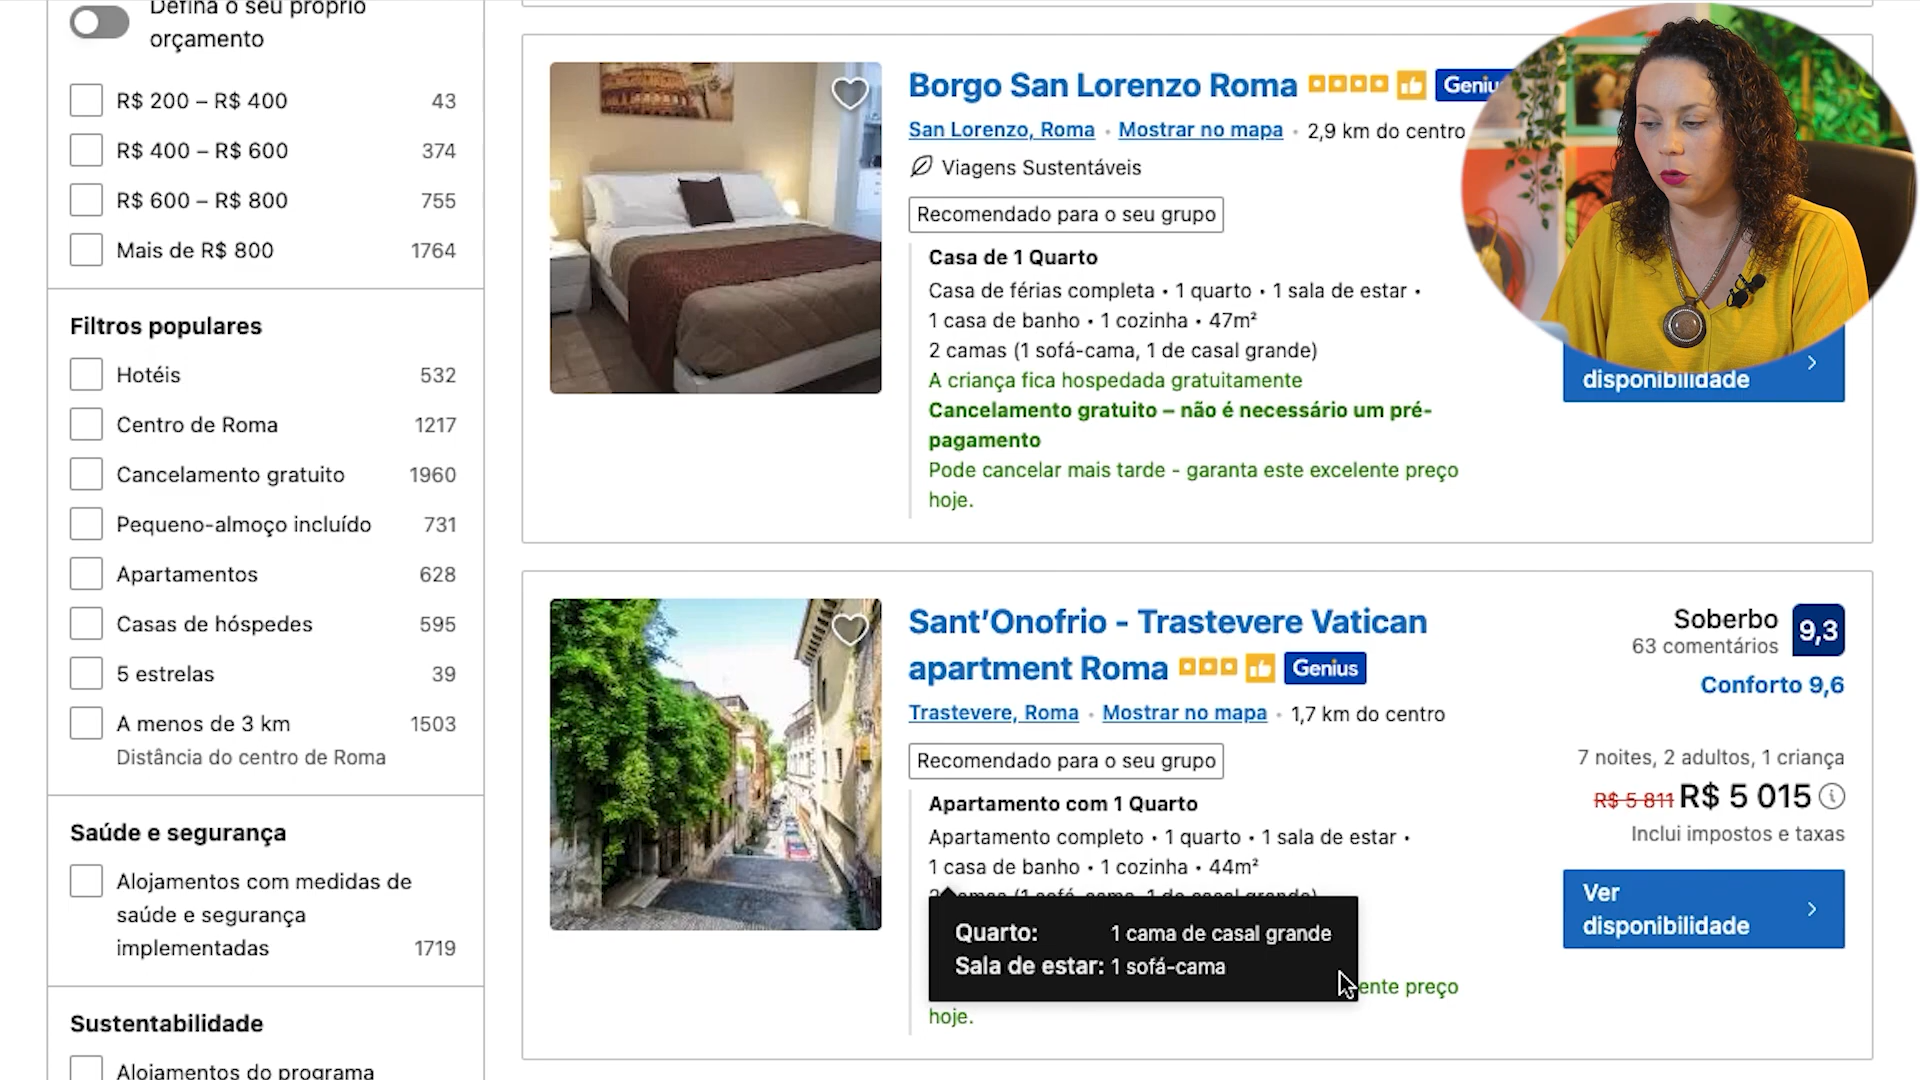 Defina o seu próprio
orçamento
R$ 200 – R$ 400 43
R$ 400 – R$ 600 374
R$ 600 – R$ 800 755
Mais de R$ 800 1764
Filtros populares
Hotéis 532
Centro de Roma 1217
Cancelamento gratuito 1960
Pequeno-almoço incluído 731
Apartamentos 628
Casas de hóspedes 595
5 estrelas 39
A menos de 3 km 1503
Distância do centro de Roma
Saúde e segurança
Alojamentos com medidas de
saúde e segurança
implementadas 1719
Sustentabilidade
Alojamentos do programa
Borgo San Lorenzo Roma Geniu
San Lorenzo, Roma • Mostrar no mapa • 2,9 km do centro
Viagens Sustentáveis
Recomendado para o seu grupo
Casa de 1 Quarto
Casa de férias completa • 1 quarto • 1 sala de estar •
1 casa de banho • 1 cozinha • 47m²
2 camas (1 sofá-cama, 1 de casal grande)
A criança fica hospedada gratuitamente
Cancelamento gratuito – não é necessário um pré-
pagamento
Pode cancelar mais tarde - garanta este excelente preço
hoje.
disponibilidade
Sant'Onofrio - Trastevere Vatican
apartment Roma Genius
Trastevere, Roma • Mostrar no mapa • 1,7 km do centro
Recomendado para o seu grupo
Apartamento com 1 Quarto
Apartamento completo • 1 quarto • 1 sala de estar •
1 casa de banho • 1 cozinha • 44m²
2 camas (1 sofá-cama, 1 de casal grande)
Quarto: 1 cama de casal grande
Sala de estar: 1 sofá-cama
ente preço
hoje.
Soberbo 9,3
63 comentários
Conforto 9,6
7 noites, 2 adultos, 1 criança
R$ 5 811 R$ 5 015
Inclui impostos e taxas
Ver
disponibilidade